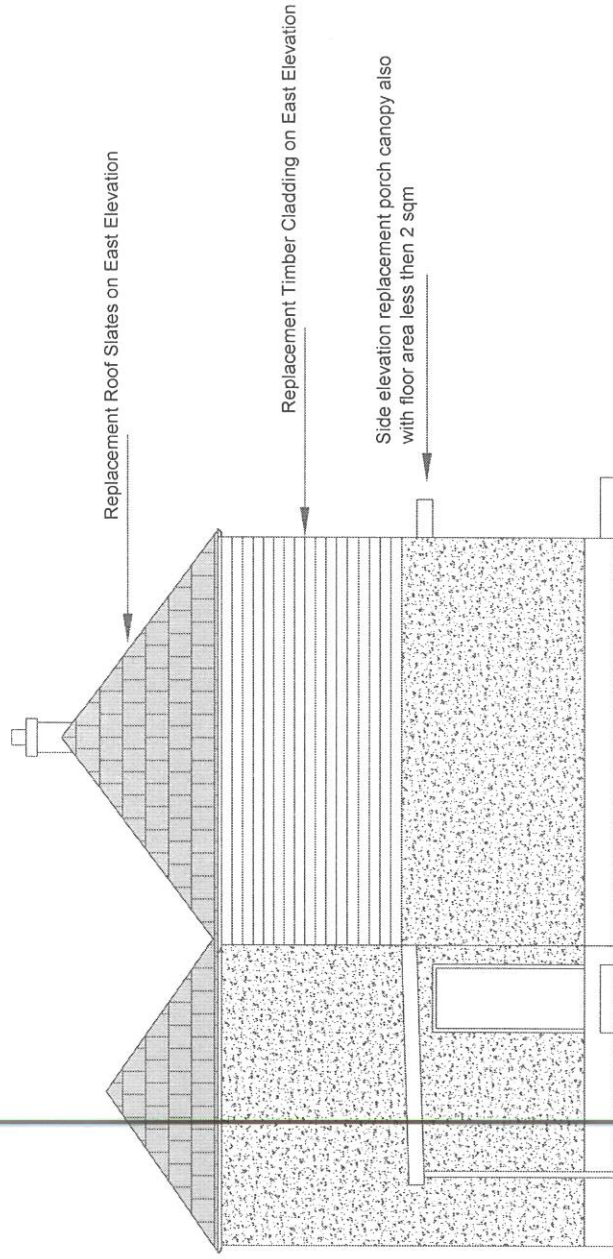 Replacement Roof Slates on East Elevation
Replacement Timber Cladding on East Elevation
Side elevation replacement porch canopy also
with floor area less then 2 sqm